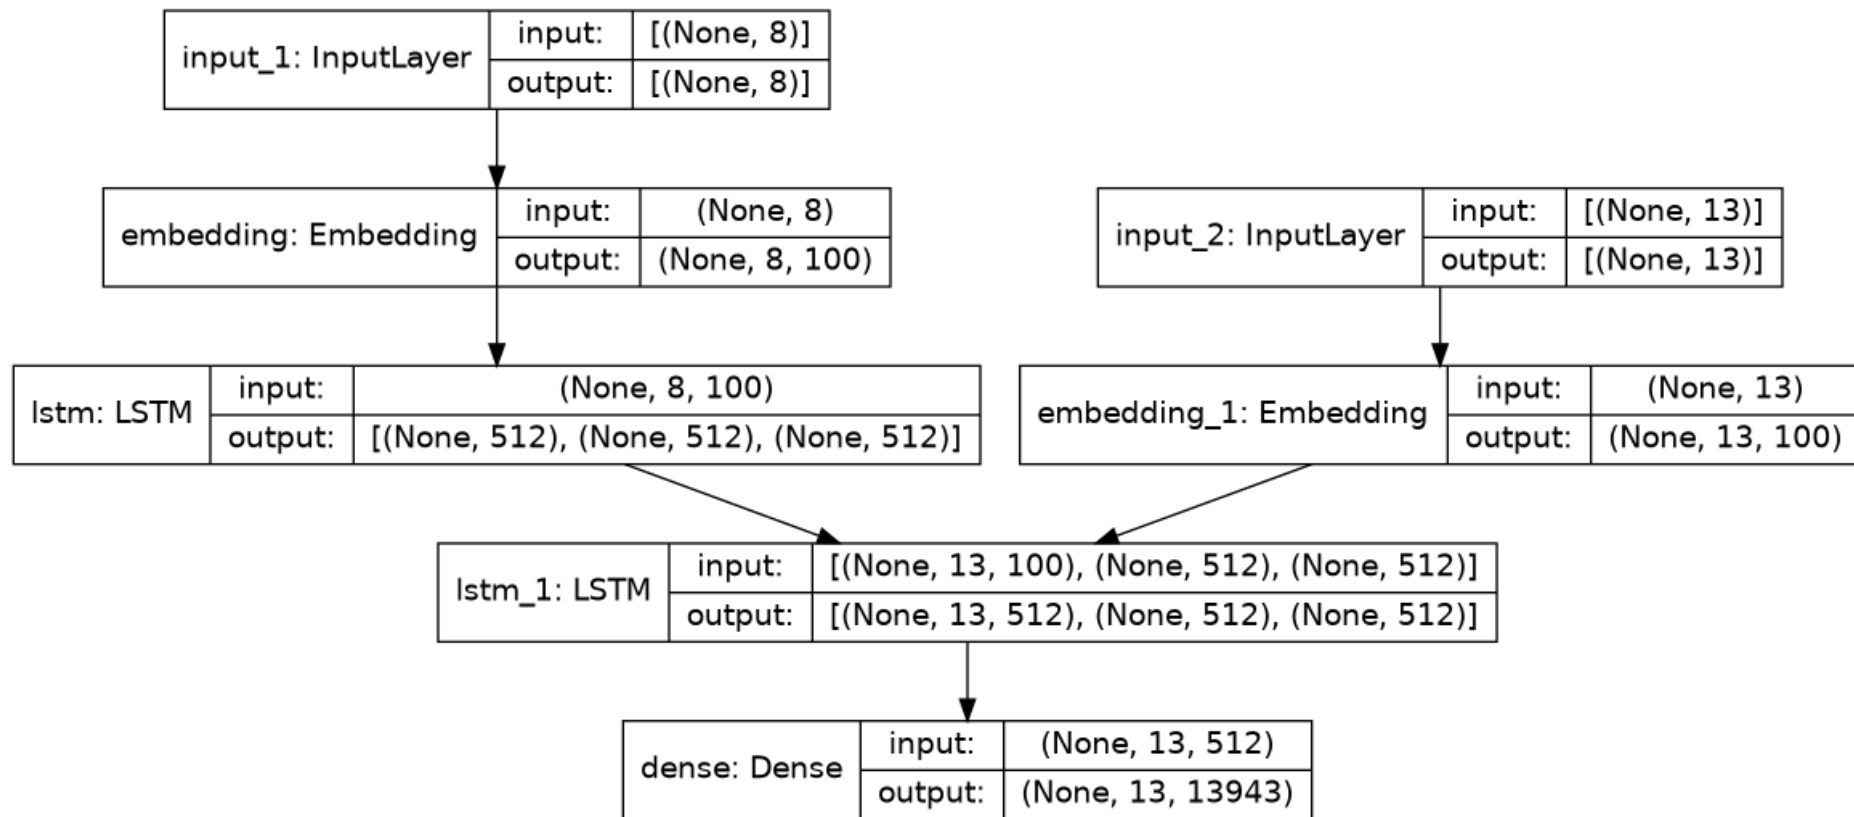 input_1: InputLayer
input:
[(None, 8)]
output:
[(None, 8)]
embedding: Embedding
input:
(None, 8)
output:
(None, 8, 100)
input_2: InputLayer
input:
[(None, 13)]
output:
[(None, 13)]
lstm: LSTM
input:
(None, 8, 100)
output:
[(None, 512), (None, 512), (None, 512)]
embedding_1: Embedding
input:
(None, 13)
output:
(None, 13, 100)
lstm_1: LSTM
input:
[(None, 13, 100), (None, 512), (None, 512)]
output:
[(None, 13, 512), (None, 512), (None, 512)]
dense: Dense
input:
(None, 13, 512)
output:
(None, 13, 13943)